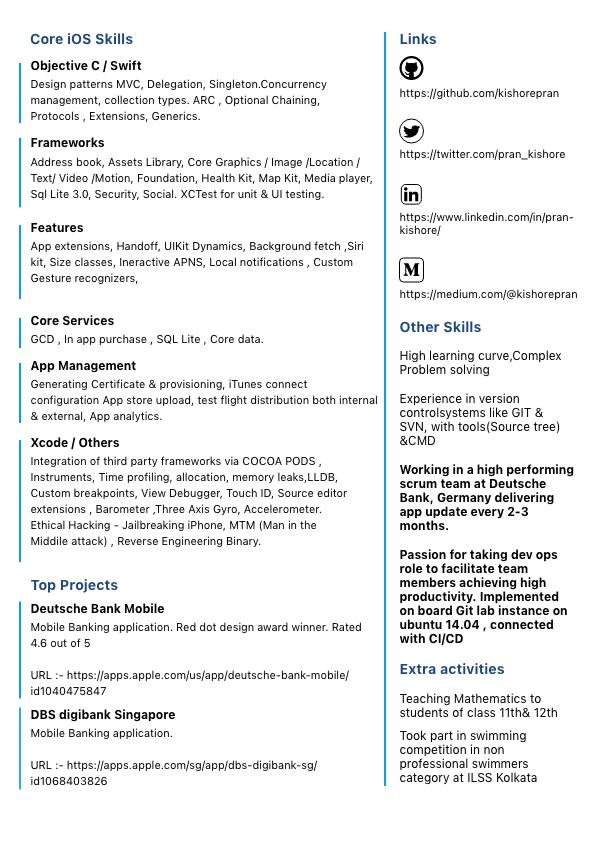 Core iOS Skills
Objective C / Swift
Design patterns MVC, Delegation, Singleton.Concurrency
management, collection types. ARC , Optional Chaining,
Protocols , Extensions, Generics.
Frameworks
Address book, Assets Library, Core Graphics / Image /Location /
Text/ Video /Motion, Foundation, Health Kit, Map Kit, Media player,
Sql Lite 3.0, Security, Social. XCTest for unit & UI testing.
Features
App extensions, Handoff, UIKit Dynamics, Background fetch ,Siri
kit, Size classes, Ineractive APNS, Local notifications , Custom
Gesture recognizers,
Core Services
GCD , In app purchase , SQL Lite , Core data.
App Management
Generating Certificate & provisioning, iTunes connect
configuration App store upload, test flight distribution both internal
& external, App analytics.
Xcode / Others
Integration of third party frameworks via COCOA PODS ,
Instruments, Time profiling, allocation, memory leaks,LLDB,
Custom breakpoints, View Debugger, Touch ID, Source editor
extensions , Barometer ,Three Axis Gyro, Accelerometer.
Ethical Hacking - Jailbreaking iPhone, MTM (Man in the
Middile attack) , Reverse Engineering Binary.
Top Projects
Deutsche Bank Mobile
Mobile Banking application. Red dot design award winner. Rated
4.6 out of 5
URL :- https://apps.apple.com/us/app/deutsche-bank-mobile/
id1040475847
DBS digibank Singapore
Mobile Banking application.
URL :- https://apps.apple.com/sg/app/dbs-digibank-sg/
id1068403826
Links
https://github.com/kishorepran
https://twitter.com/pran_kishore
in
https://www.linkedin.com/in/pran-
kishore/
M
https://medium.com/@kishorepran
Other Skills
High learning curve,Complex
Problem solving
Experience in version
controlsystems like GIT &
SVN, with tools(Source tree)
&CMD
Working in a high performing
scrum team at Deutsche
Bank, Germany delivering
app update every 2-3
months.
Passion for taking dev ops
role to facilitate team
members achieving high
productivity. Implemented
on board Git lab instance on
ubuntu 14.04 , connected
with CI/CD
Extra activities
Teaching Mathematics to
students of class 11th& 12th
Took part in swimming
competition in non
professional swimmers
category at ILSS Kolkata